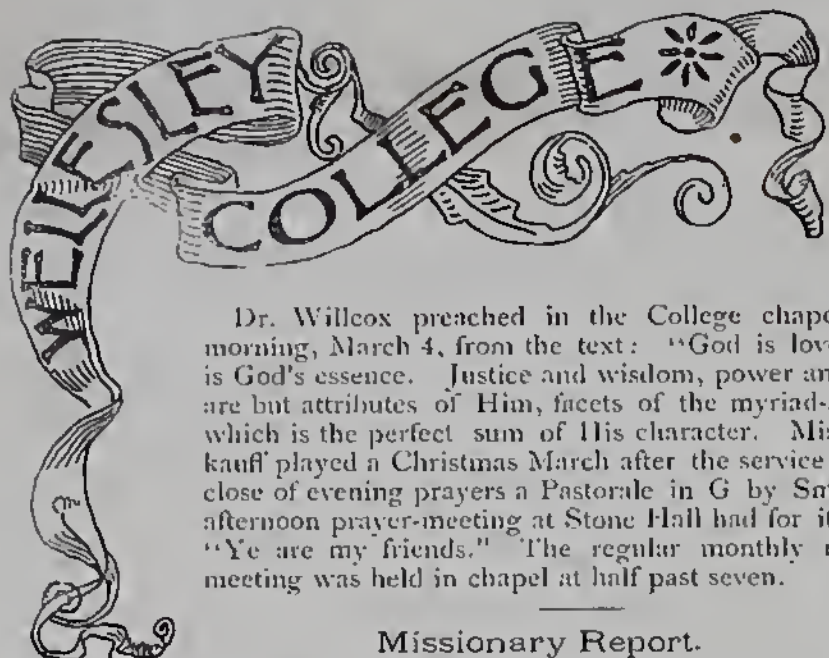 WELLESLEY
COLLEGE
Dr. Willcox preached in the College chape
morning, March 4, from the text: "God is lov
is God's essence. Justice and wisdom, power an
are but attributes of Him, facets of the myriad-
which is the perfect sum of His character. Mis
kauff played a Christmas March after the service
close of evening prayers a Pastorale in G by Sm
afternoon prayer-meeting at Stone Hall had for it
"Ye are my friends." The regular monthly
meeting was held in chapel at half past seven.
Missionary Report.